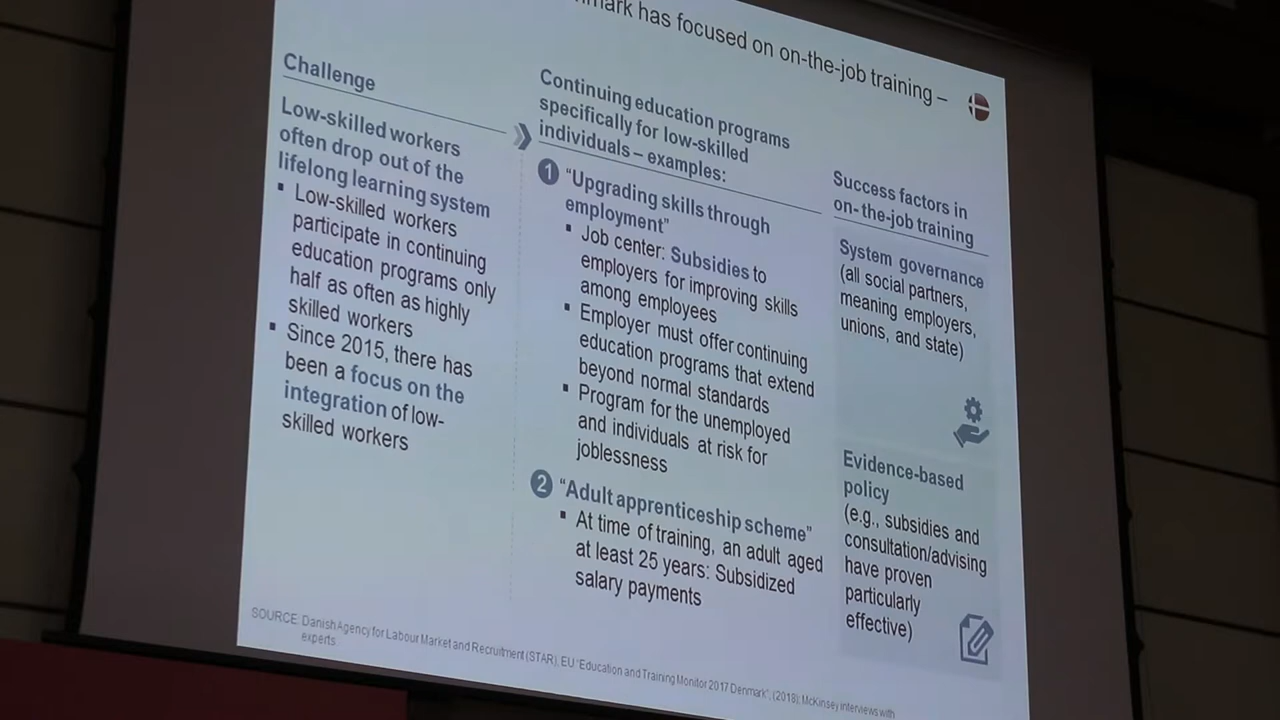 has focused on on-the-job training –
Challenge
Low-skilled workers
often drop out of the
lifelong learning system
▪ Low-skilled workers
participate in continuing
education programs only
half as often as highly
skilled workers
▪ Since 2015, there has
been a focus on the
integration of low-
skilled workers
Continuing education programs
specifically for low-skilled
individuals – examples:
1 “Upgrading skills through
employment”
▪ Job center: Subsidies to
employers for improving skills
among employees
▪ Employer must offer continuing
education programs that extend
beyond normal standards
▪ Program for the unemployed
and individuals at risk for
joblessness
2 “Adult apprenticeship scheme”
▪ At time of training, an adult aged
at least 25 years: Subsidized
salary payments
Success factors in
on- the-job training
System governance
(all social partners,
meaning employers,
unions, and state)
Evidence-based
policy
(e.g., subsidies and
consultation/advising
have proven
particularly
effective)
SOURCE: Danish Agency for Labour Market and Recruitment (STAR), EU “Education and Training Monitor 2017 Denmark”, (2018); McKinsey interviews with
experts